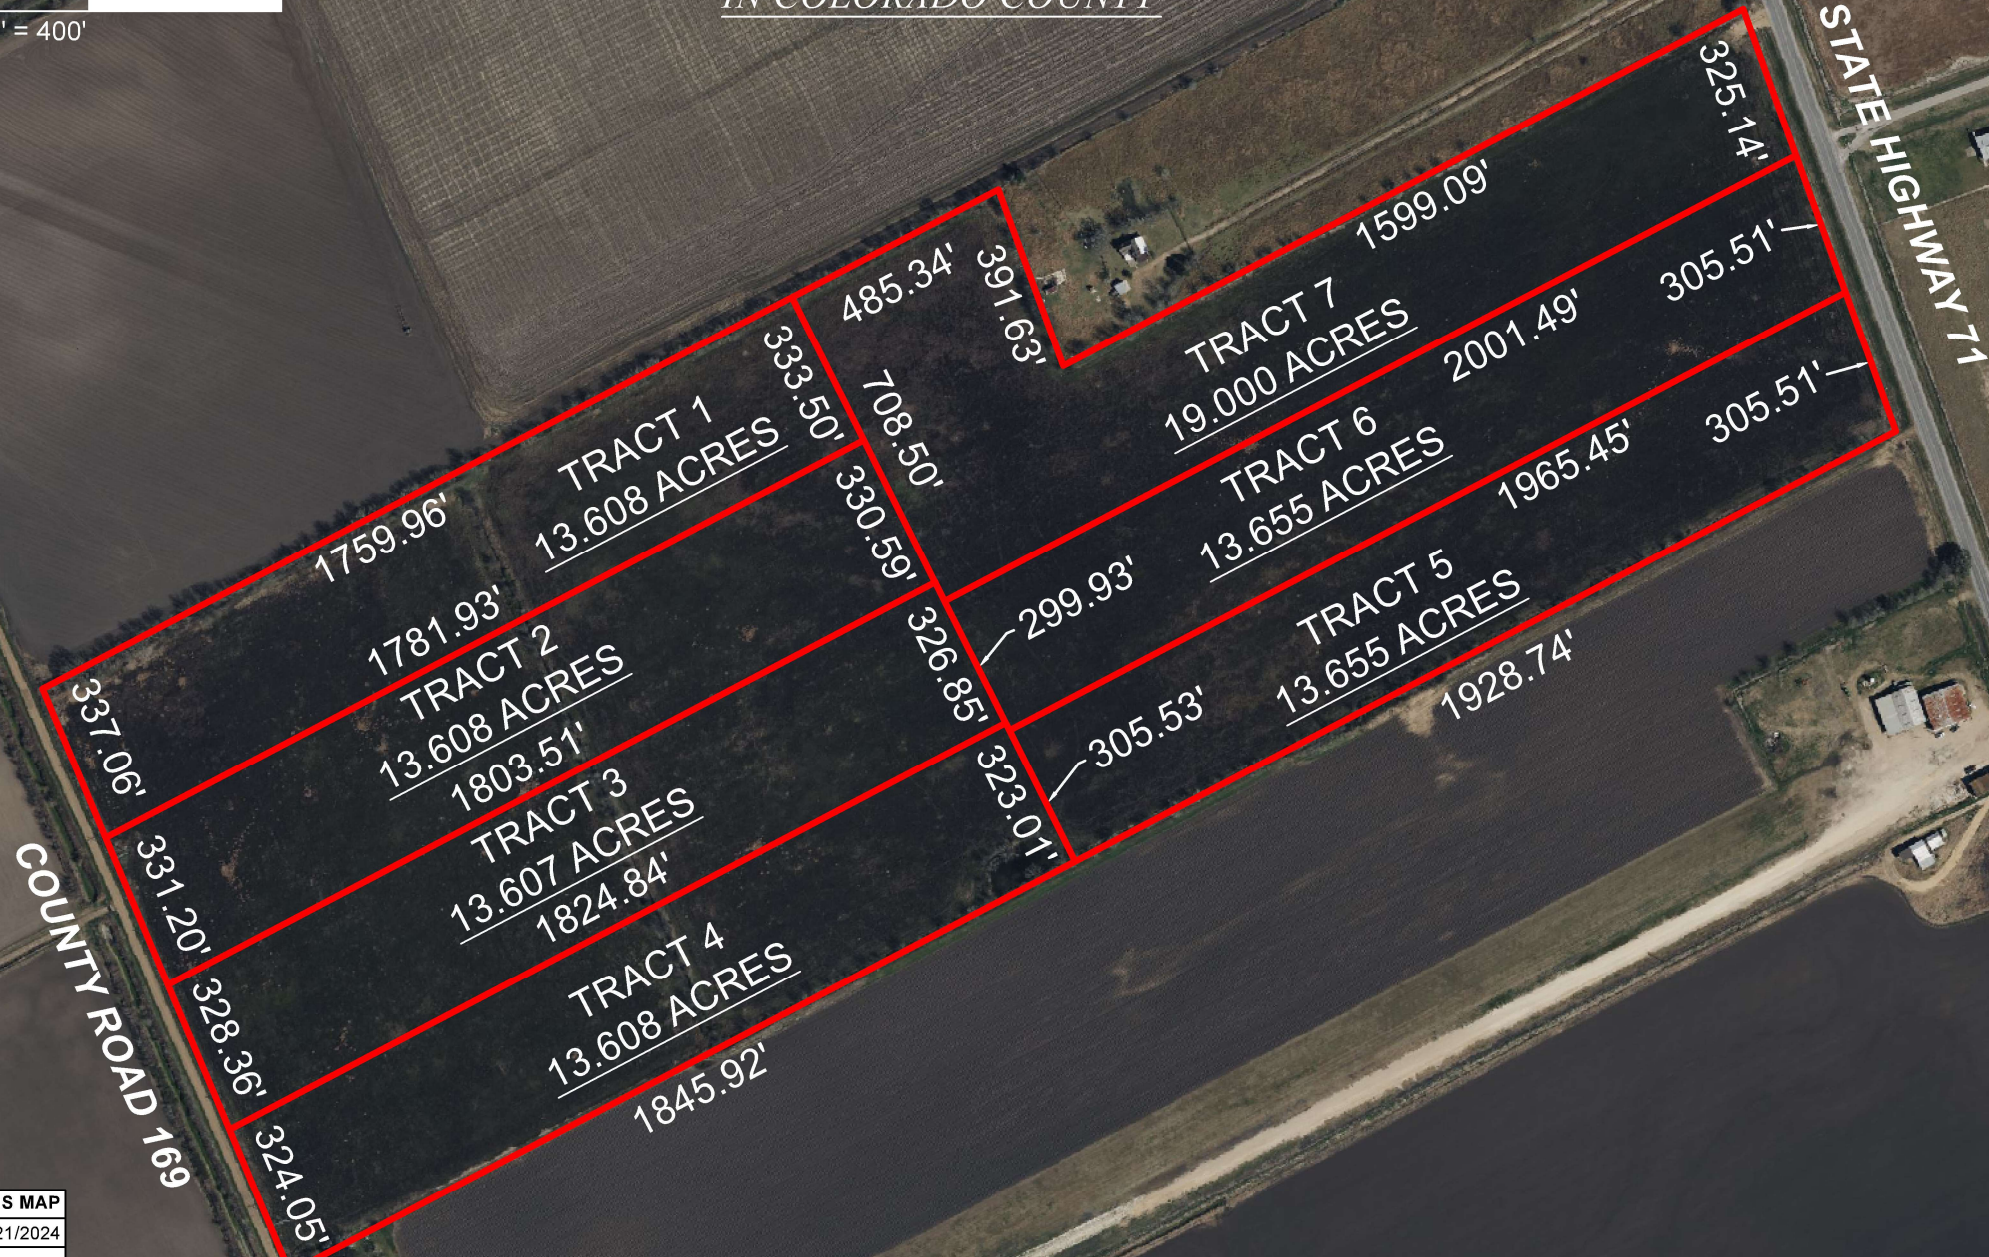 ' = 400'
IN COLORADO COUNTY
STATE HIGHWAY 71
325.14'
1599.09'
485.34'
391.63'
TRACT 7
19.000 ACRES
305.51'
2001.49'
333.50'
708.50'
TRACT 1
13.608 ACRES
1759.96'
TRACT 6
13.655 ACRES
305.51'
1965.45'
330.59'
299.93'
1781.93'
TRACT 2
13.608 ACRES
TRACT 5
13.655 ACRES
1928.74'
326.85'
305.53'
337.06'
1803.51'
TRACT 3
13.607 ACRES
323.01'
331.20'
1824.84'
TRACT 4
13.608 ACRES
1845.92'
328.36'
324.05'
COUNTY ROAD 169
S MAP
21/2024